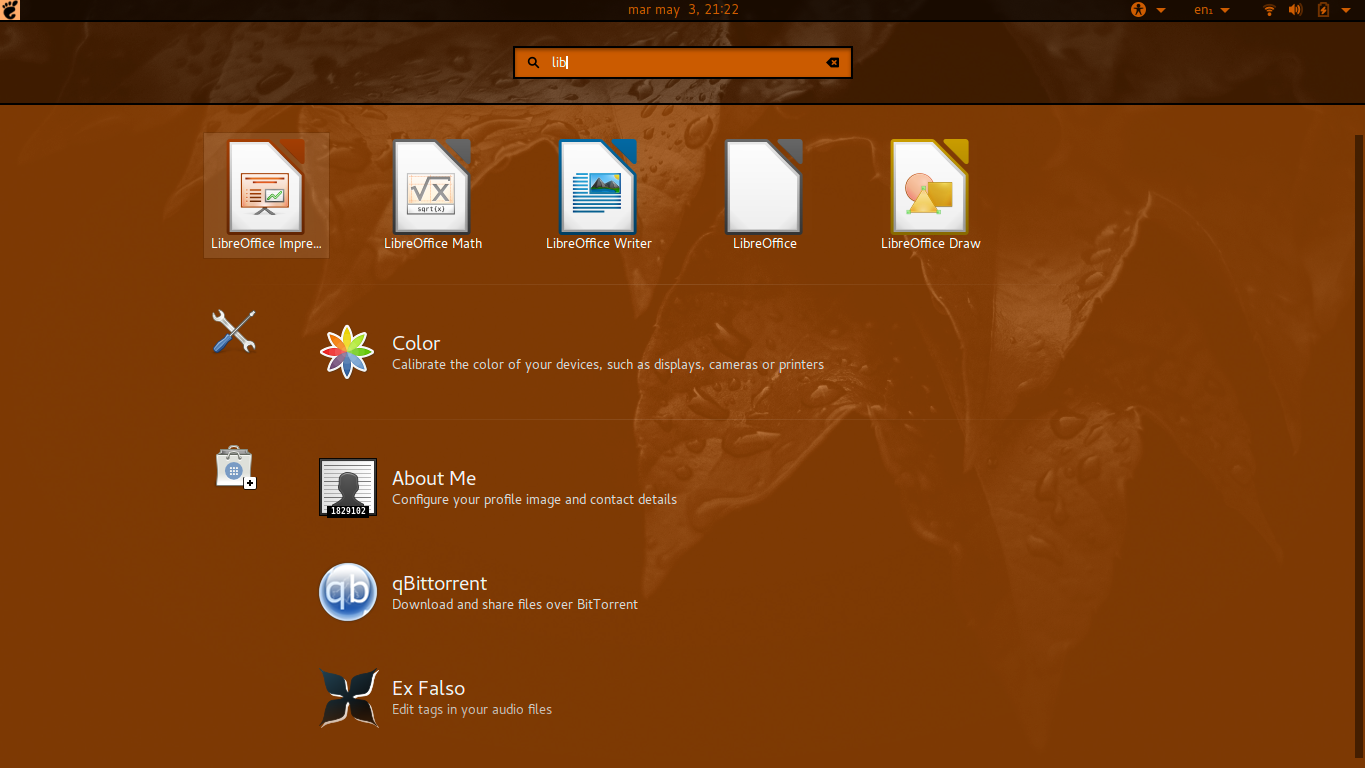 mar may 3, 21:22
en₁
lib
LibreOffice Impre...
LibreOffice Math
LibreOffice Writer
LibreOffice
LibreOffice Draw
√x
sqrt{x}
Color
Calibrate the color of your devices, such as displays, cameras or printers
About Me
Configure your profile image and contact details
1829102
qb
qBittorrent
Download and share files over BitTorrent
Ex Falso
Edit tags in your audio files